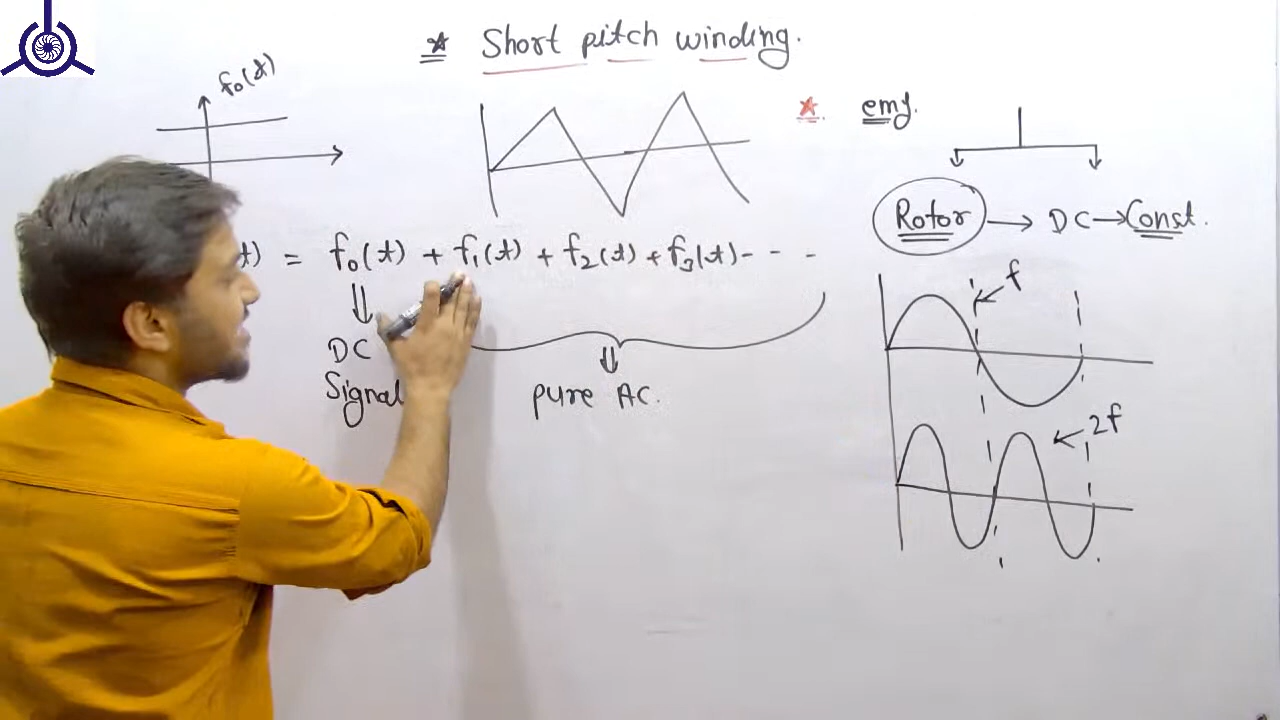 * Short pitch winding.
f₀(t)
* emf.
Rotor → DC → Const.
t) = f₀(t) + f₁(t) + f₂(t) + f₃(t) - - -
f
DC
Signal
pure AC.
2f